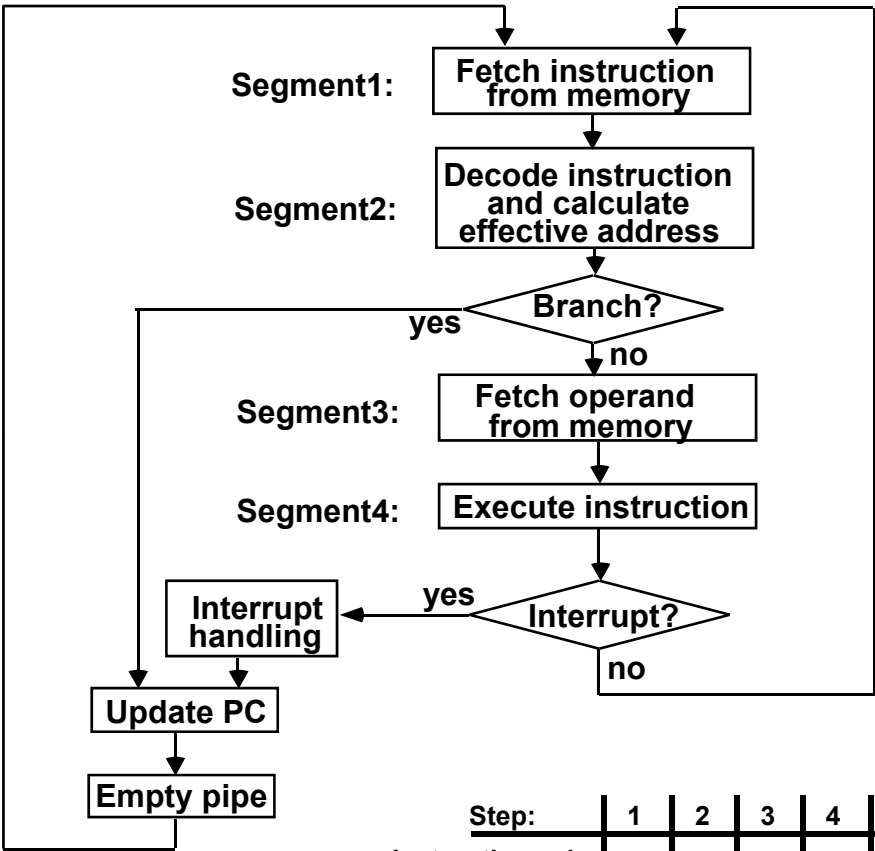 Segment1:
Fetch instruction
from memory
Segment2:
Decode instruction
and calculate
effective address
Branch?
yes
no
Segment3:
Fetch operand
from memory
Segment4:
Execute instruction
Interrupt?
yes
no
Interrupt
handling
Update PC
Empty pipe
Step: 1 2 3 4